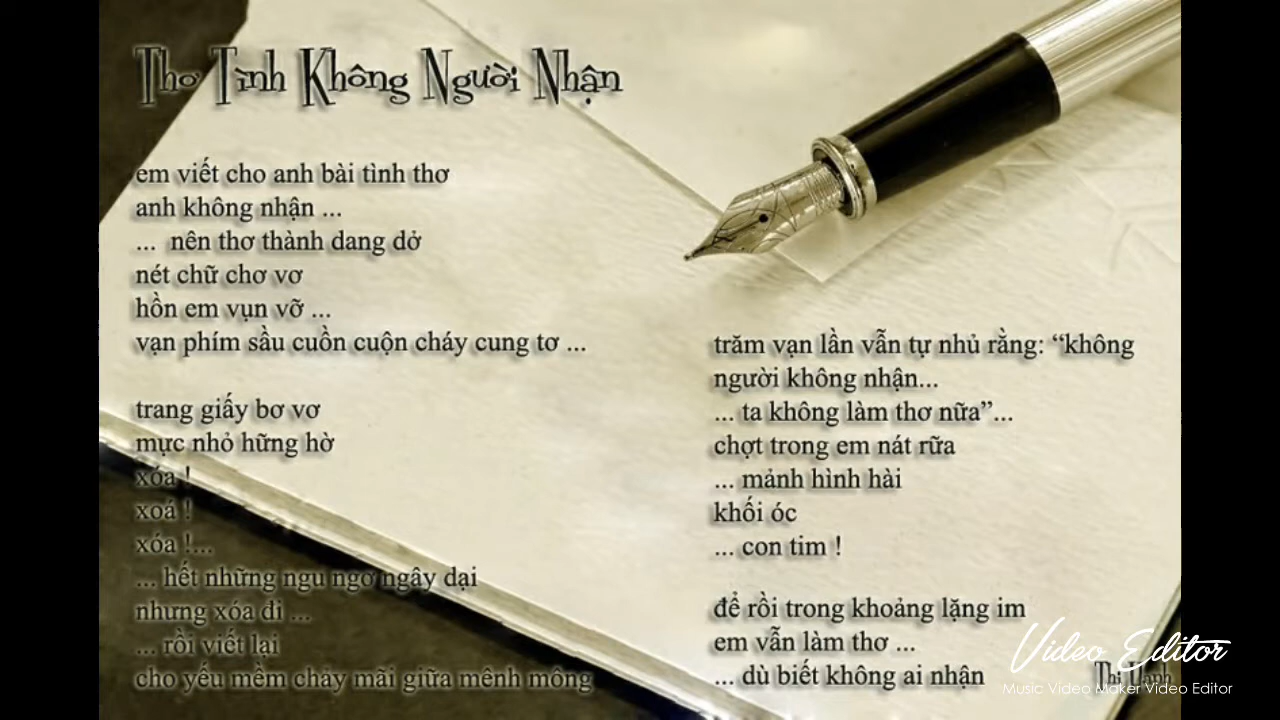 Thơ Tình Không Người Nhận
em viết cho anh bài tình thơ
anh không nhận ...
... nên thơ thành dang dở
nét chữ chơ vơ
hồn em vụn vỡ ...
vạn phím sầu cuồn cuộn cháy cung tơ ...
trang giấy bơ vơ
mực nhỏ hững hờ
xóa !
xoá !
xóa !...
... hết những ngu ngơ ngây dại
nhưng xóa đi ...
... rồi viết lại
cho yếu mềm chảy mãi giữa mênh mông
trăm vạn lần vẫn tự nhủ rằng: “không
người không nhận...
... ta không làm thơ nữa”...
chợt trong em nát rữa
... mảnh hình hài
khối óc
... con tim !
để rồi trong khoảng lặng im
em vẫn làm thơ ...
... dù biết không ai nhận
Thi Hạnh
Video Editor
Music Video Maker Video Editor